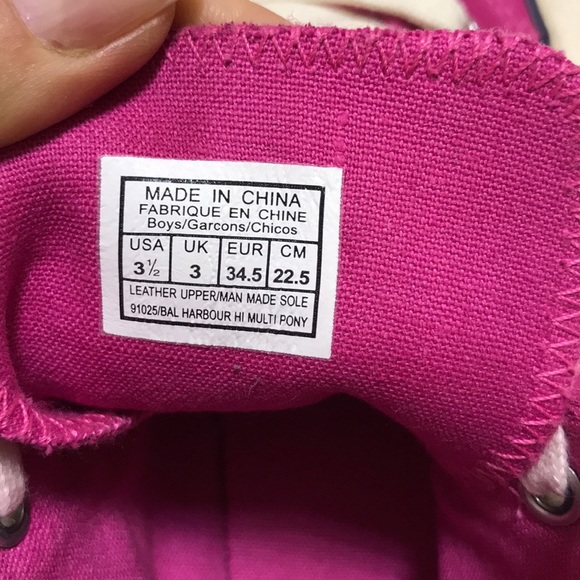 MADE IN CHINA
FABRIQUE EN CHINE
Boys/Garcons/Chicos
USA UK EUR CM
3½ 3 34.5 22.5
LEATHER UPPER/MAN MADE SOLE
91025/BAL HARBOUR HI MULTI PONY